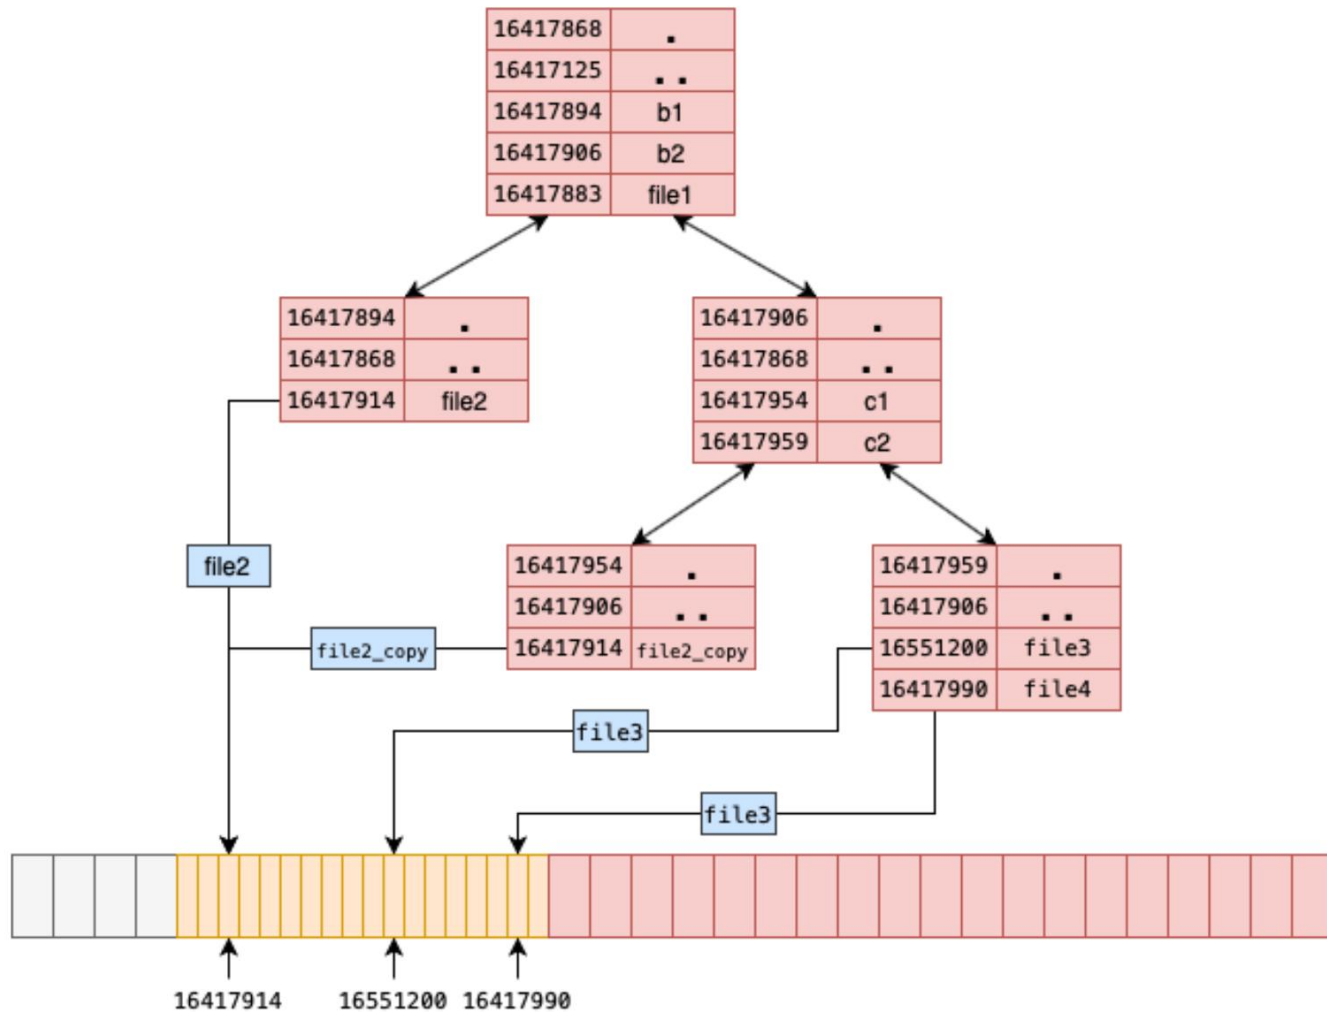 16417868 .
16417125 ..
16417894 b1
16417906 b2
16417883 file1
16417894 .
16417868 ..
16417914 file2
16417906 .
16417868 ..
16417954 c1
16417959 c2
file2
16417954 .
16417906 ..
16417914 file2_copy
16417959 .
16417906 ..
16551200 file3
16417990 file4
file2_copy
file3
file3
16417914 16551200 16417990